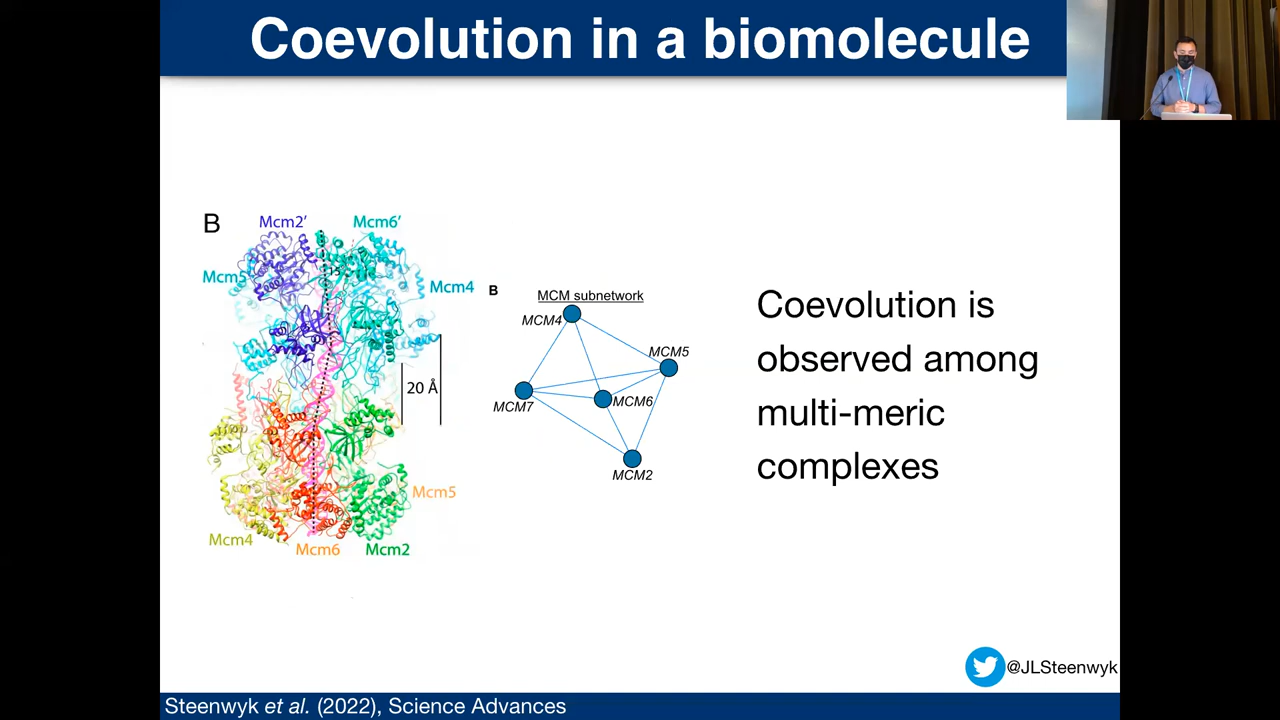 Coevolution in a biomolecule
B
Mcm2′
Mcm6′
Mcm5
Mcm4
15
20 Å
Mcm5
Mcm4
Mcm6
Mcm2
B
MCM subnetwork
MCM4
MCM5
MCM7
MCM6
MCM2
Coevolution is
observed among
multi-meric
complexes
@JLSteenwyk
Steenwyk et al. (2022), Science Advances